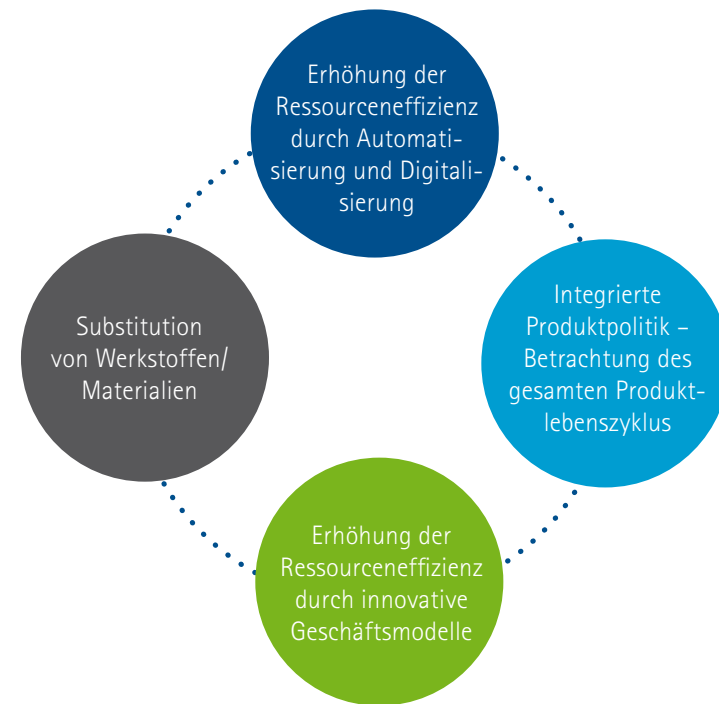 Erhöhung der
Ressourceneffizienz
durch Automati-
sierung und Digitali-
sierung
Integrierte
Produktpolitik –
Betrachtung des
gesamten Produkt-
lebenszyklus
Substitution
von Werkstoffen/
Materialien
Erhöhung der
Ressourceneffizienz
durch innovative
Geschäftsmodelle